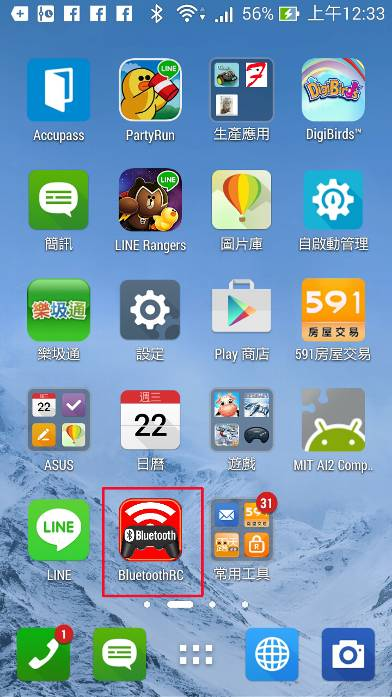 56% 上午12:33
Accupass
PartyRun
生產應用
DigiBirds™
LINE
DigiBirds
簡訊
LINE Rangers
圖片庫
自啟動管理
LINE
樂圾通
設定
Play 商店
591房屋交易
樂圾通
591
房屋交易
ASUS
日曆
遊戲
MIT AI2 Comp..
22
週三
22
LINE
BluetoothRC
常用工具
LINE
Bluetooth
31
591
R
1